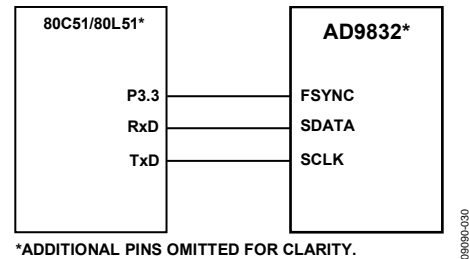 80C51/80L51*
AD9832*
P3.3
FSYNC
RxD
SDATA
TxD
SCLK
*ADDITIONAL PINS OMITTED FOR CLARITY.
09090-030